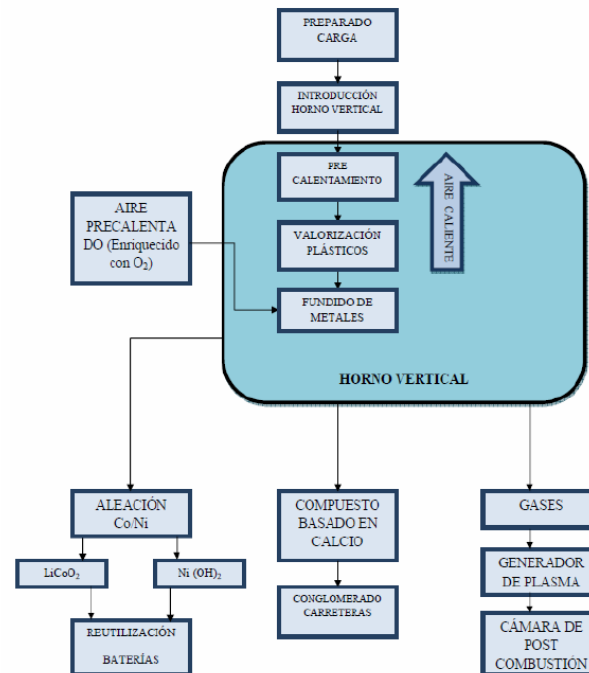 PREPARADO
CARGA
INTRODUCCIÓN
HORNO VERTICAL
PRE
CALENTAMIENTO
AIRE CALIENTE
AIRE
PRECALENTA
DO (Enriquecido
con O₂)
VALORIZACIÓN
PLÁSTICOS
FUNDIDO DE
METALES
HORNO VERTICAL
ALEACIÓN
Co/Ni
COMPUESTO
BASADO EN
CALCIO
GASES
LiCoO₂
Ni (OH)₂
GENERADOR
DE PLASMA
CONGLOMERADO
CARRETERAS
REUTILIZACIÓN
BATERÍAS
CÁMARA DE
POST
COMBUSTIÓN